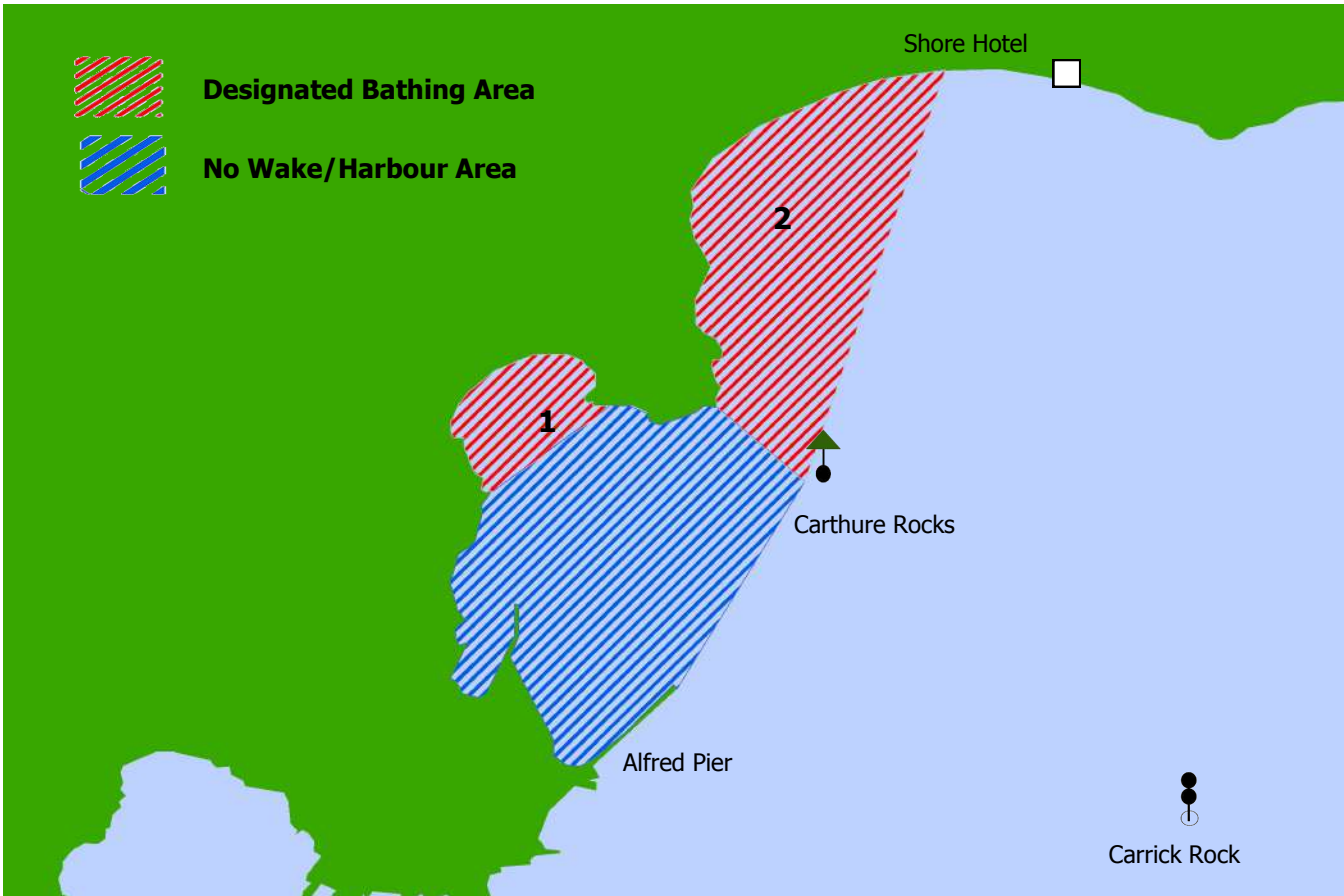 Shore Hotel
Designated Bathing Area
No Wake/Harbour Area
2
1
Carthure Rocks
Alfred Pier
Carrick Rock